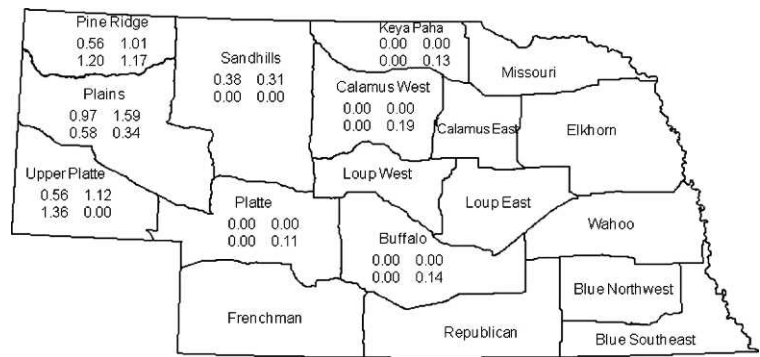 Pine Ridge
0.56 1.01
1.20 1.17
Sandhills
0.38 0.31
0.00 0.00
Keya Paha
0.00 0.00
0.00 0.13
Missouri
Plains
0.97 1.59
0.58 0.34
Calamus West
0.00 0.00
0.00 0.19
Calamus East
Elkhorn
Upper Platte
0.56 1.12
1.36 0.00
Loup West
Loup East
Platte
0.00 0.00
0.00 0.11
Buffalo
0.00 0.00
0.00 0.14
Wahoo
Blue Northwest
Frenchman
Republican
Blue Southeast